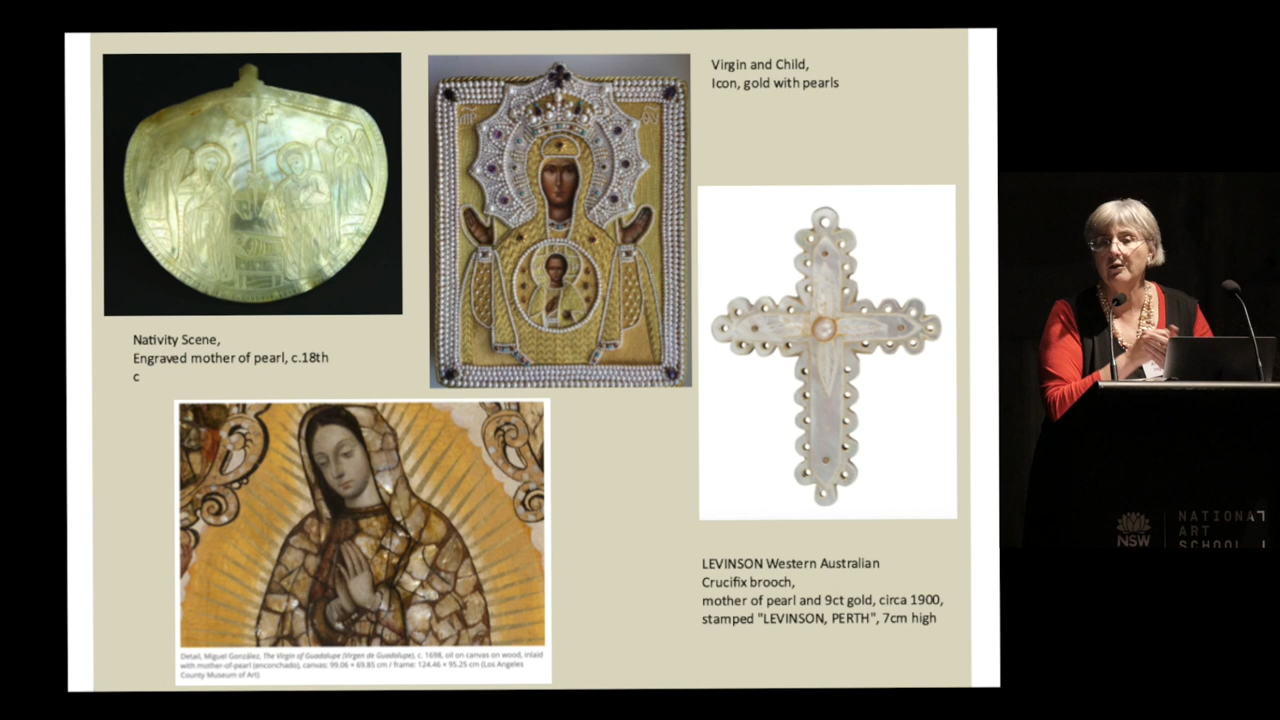 Virgin and Child,
Icon, gold with pearls
Nativity Scene,
Engraved mother of pearl, c.18th
c
LEVINSON Western Australian
Crucifix brooch,
mother of pearl and 9ct gold, circa 1900,
stamped "LEVINSON, PERTH", 7cm high
Detail, Miguel González, The Virgin of Guadalupe (Virgen de Guadalupe), c. 1698, oil on canvas on wood, inlaid
with mother-of-pearl (enconchado), canvas: 99.06 × 69.85 cm / frame: 124.46 × 95.25 cm (Los Angeles
County Museum of Art)
NSW
NATIONAL
ART
SCHOOL